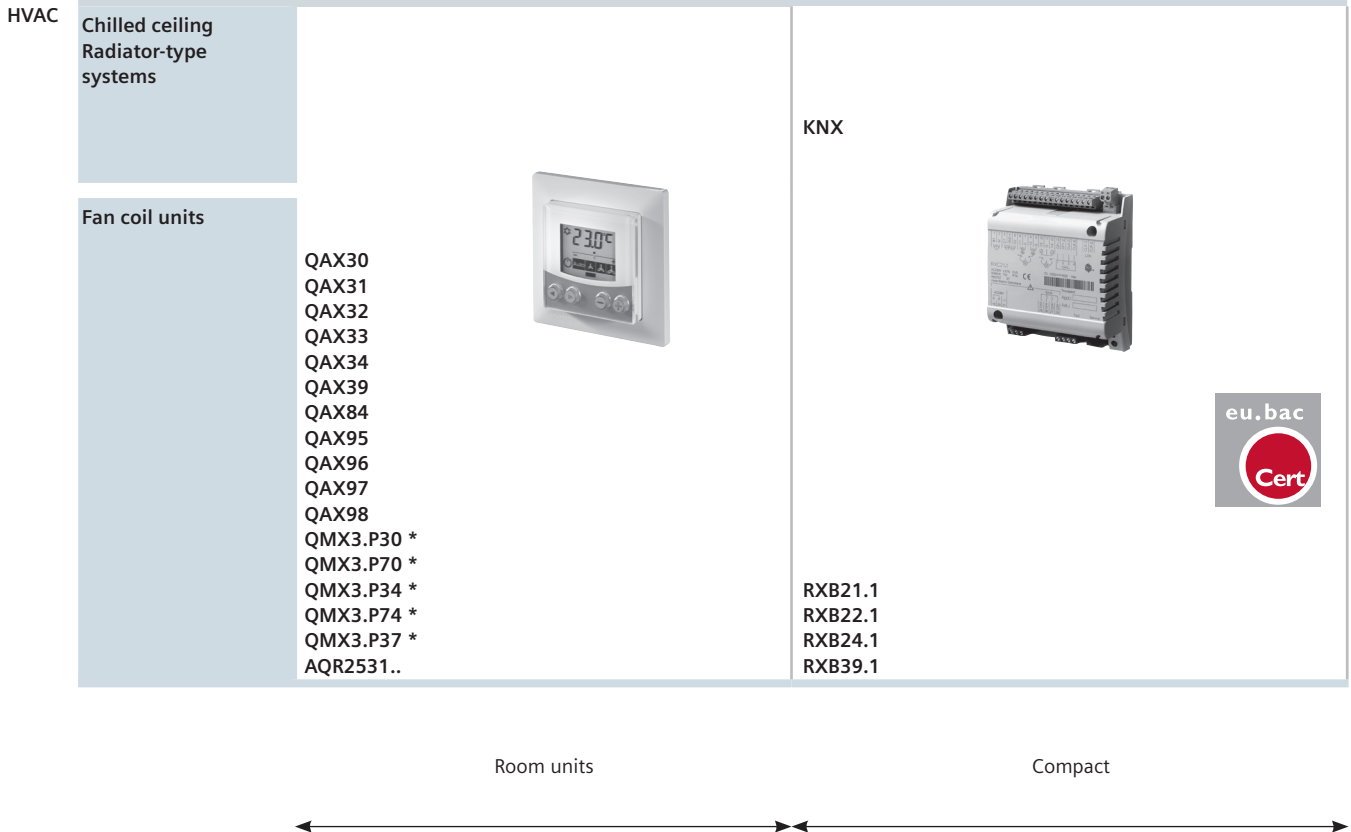 HVAC
Chilled ceiling
Radiator-type
systems
KNX
23.0°C
Fan coil units
QAX30
QAX31
QAX32
QAX33
QAX34
QAX39
QAX84
QAX95
QAX96
QAX97
QAX98
QMX3.P30 *
QMX3.P70 *
QMX3.P34 *
QMX3.P74 *
QMX3.P37 *
AQR2531..
eu.bac
Cert
RXB21.1
RXB22.1
RXB24.1
RXB39.1
Room units
Compact